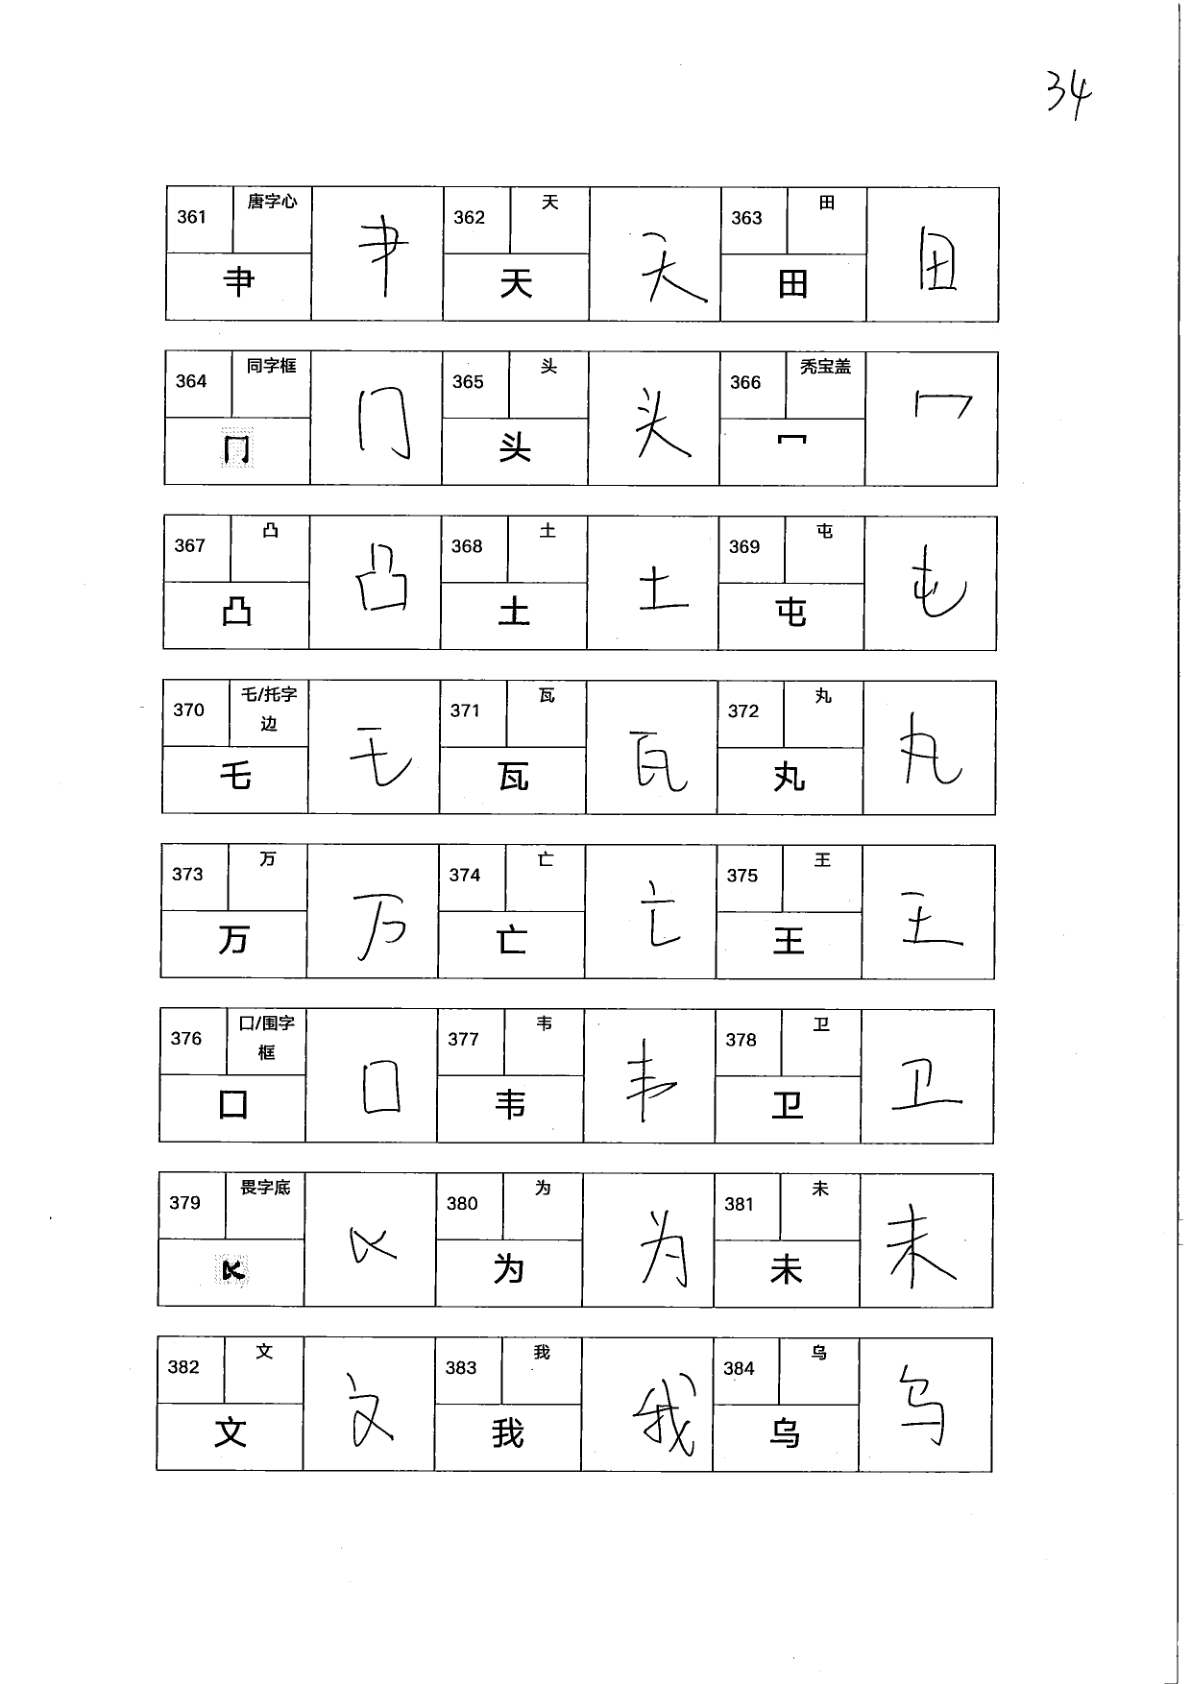 34
361 唐字心 肀 肀 362 天 天 天 363 田 田 田
364 同字框 冂 冂 365 头 头 头 366 秃宝盖 冖 冖
367 凸 凸 凸 368 土 土 土 369 屯 屯 屯
370 乇/托字边 乇 乇 371 瓦 瓦 瓦 372 丸 丸 丸
373 万 万 万 374 亡 亡 亡 375 王 王 王
376 囗/围字框 囗 囗 377 韦 韦 韦 378 卫 卫 卫
379 畏字底 380 为 为 为 381 未 未 未
382 文 文 文 383 我 我 我 384 乌 乌 乌